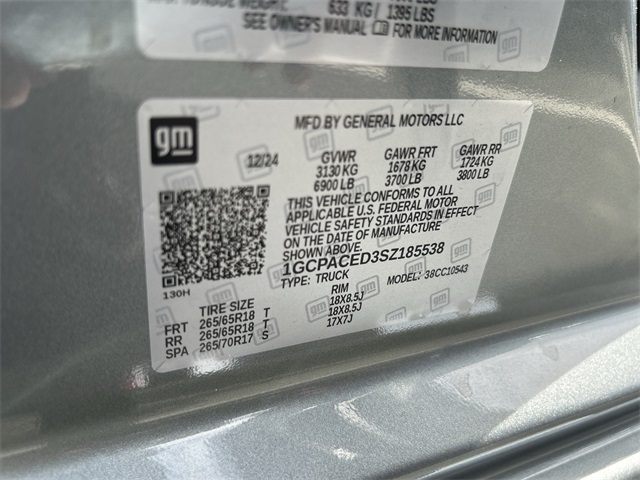 633 KG / 1395 LBS
SEE OWNER'S MANUAL FOR MORE INFORMATION
gm
gm
MFD BY GENERAL MOTORS LLC
12/24 GVWR GAWR FRT GAWR RR
3130 KG 1678 KG 1724 KG
6900 LB 3700 LB 3800 LB
THIS VEHICLE CONFORMS TO ALL
APPLICABLE U.S. FEDERAL MOTOR
VEHICLE SAFETY STANDARDS IN EFFECT
ON THE DATE OF MANUFACTURE
SHOWN ABOVE.
1GCPACED3SZ185538
TYPE: TRUCK MODEL: 38CC10543
130H
TIRE SIZE RIM
FRT 265/65R18 T 18X8.5J
RR 265/65R18 T 18X8.5J
SPA 265/70R17 S 17X7J